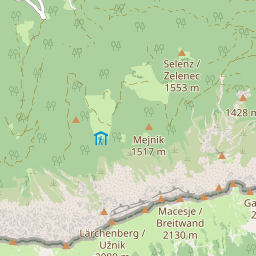 Selenz /
Zelenec
1553 m
1428 m
Mejnik
1517 m
Macesje /
Breitwand
2130 m
Lärchenberg /
Užnik